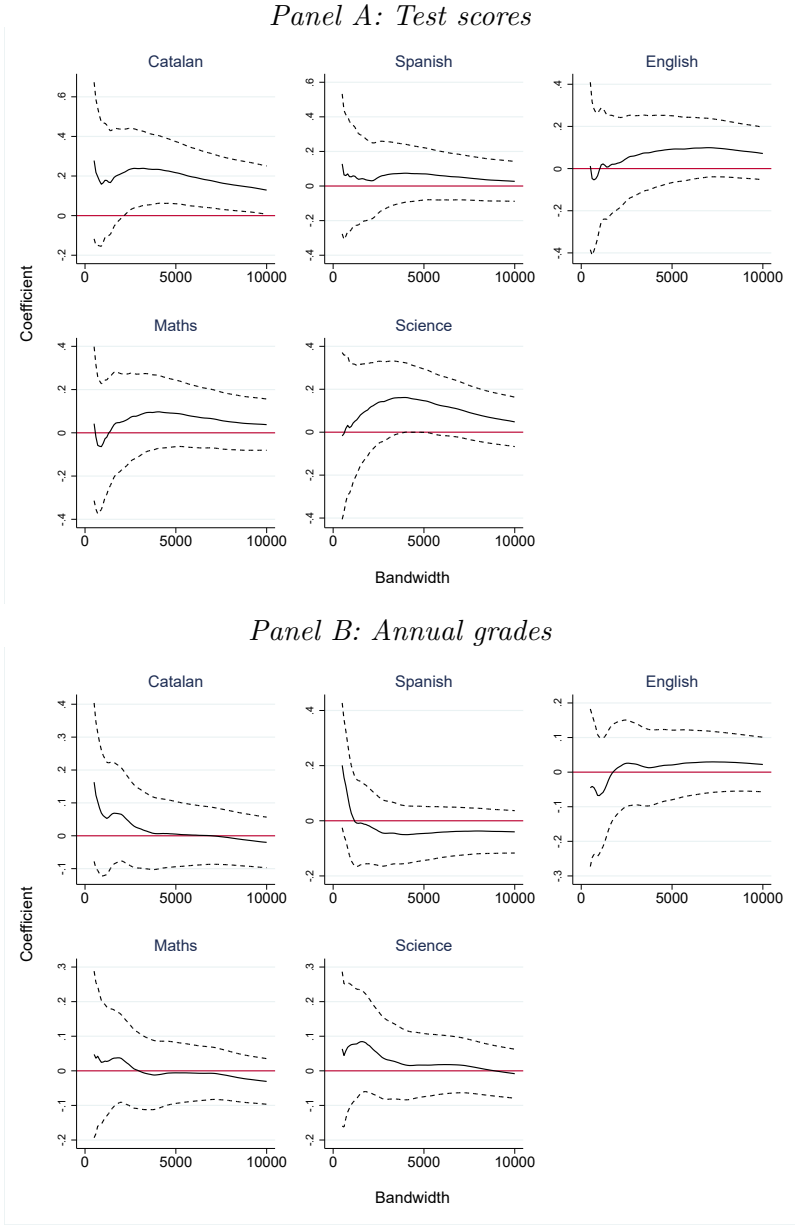 Panel A: Test scores
Catalan Spanish English
.6
.4
.2
0
-.2
0 5000 10000
.6
.4
.2
0
-.2
-.4
0 5000 10000
.4
.2
0
-.2
-.4
0 5000 10000
Coefficient
Maths Science
.4
.2
0
-.2
-.4
0 5000 10000
.4
.2
0
-.2
-.4
0 5000 10000
Bandwidth
Panel B: Annual grades
Catalan Spanish English
.4
.3
.2
.1
0
-.1
0 5000 10000
.4
.2
0
-.2
0 5000 10000
.2
.1
0
-.1
-.2
-.3
0 5000 10000
Coefficient
Maths Science
.3
.2
.1
0
-.1
-.2
0 5000 10000
.3
.2
.1
0
-.1
-.2
0 5000 10000
Bandwidth